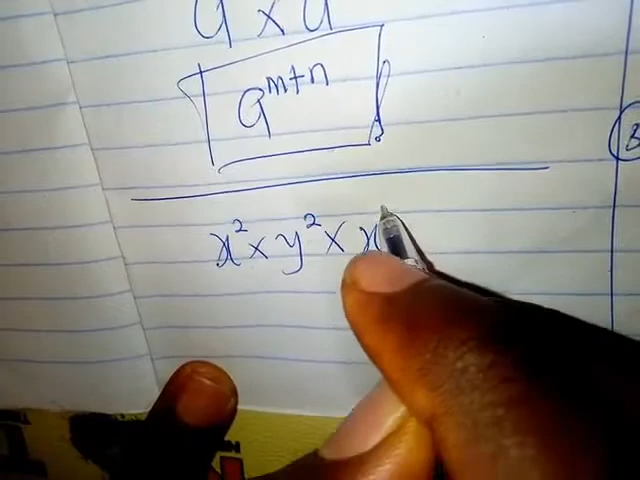 a × a
a^{m+n}
x² × y² × x